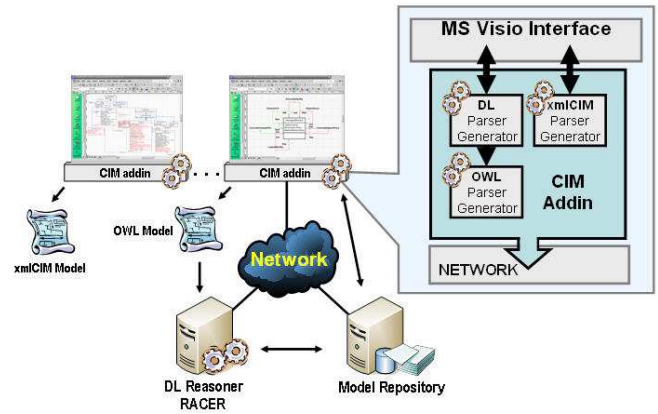 MS Visio Interface
DL
Parser
Generator
xmlCIM
Parser
Generator
OWL
Parser
Generator
CIM
Addin
NETWORK
CIM addin
. . .
CIM addin
xmlCIM Model
OWL Model
Network
DL Reasoner
RACER
Model Repository